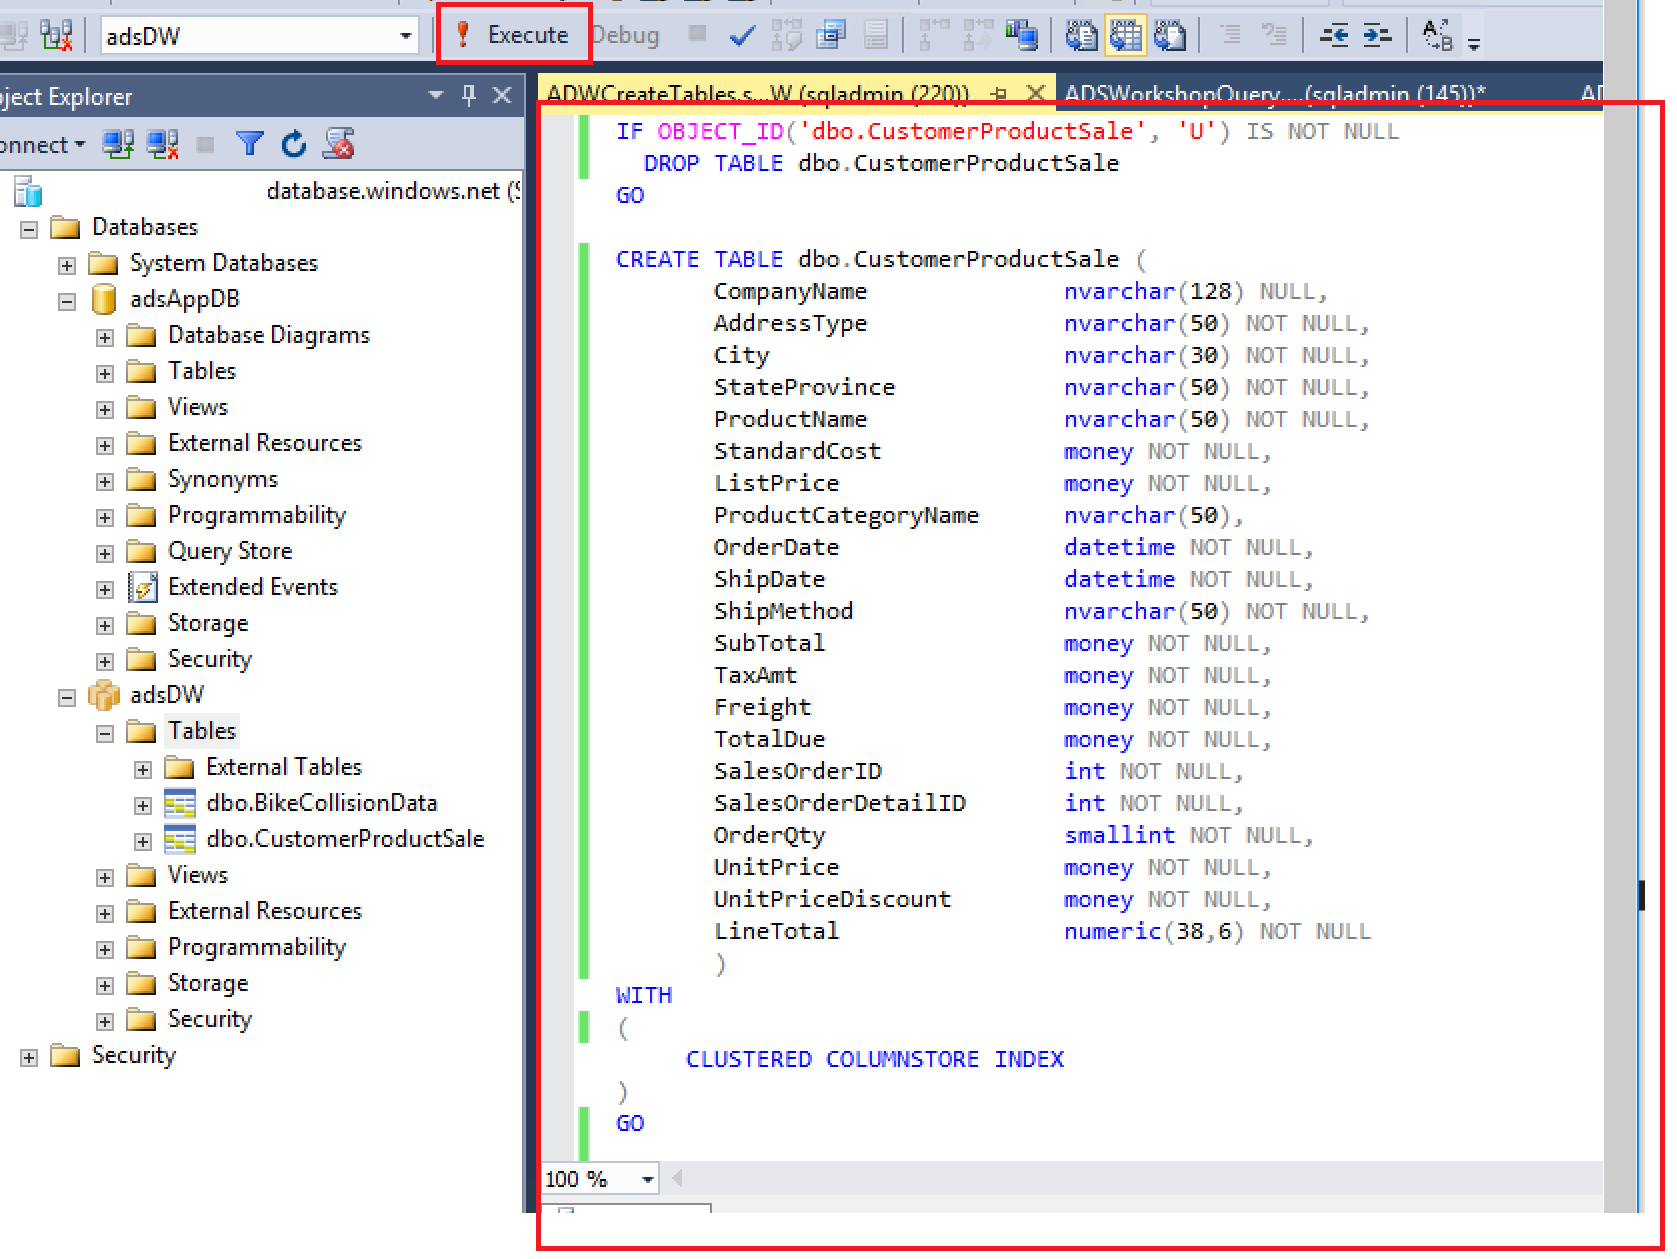 adsDW
Execute
Debug
ject Explorer
onnect
database.windows.net (S
Databases
System Databases
adsAppDB
Database Diagrams
Tables
Views
External Resources
Synonyms
Programmability
Query Store
Extended Events
Storage
Security
adsDW
Tables
External Tables
dbo.BikeCollisionData
dbo.CustomerProductSale
Views
External Resources
Programmability
Storage
Security
Security
ADWCreateTables.s...W (sqladmin (220))
ADSWorkshopQuery....(sqladmin (145))*
IF OBJECT_ID('dbo.CustomerProductSale', 'U') IS NOT NULL
DROP TABLE dbo.CustomerProductSale
GO
CREATE TABLE dbo.CustomerProductSale (
CompanyName nvarchar(128) NULL,
AddressType nvarchar(50) NOT NULL,
City nvarchar(30) NOT NULL,
StateProvince nvarchar(50) NOT NULL,
ProductName nvarchar(50) NOT NULL,
StandardCost money NOT NULL,
ListPrice money NOT NULL,
ProductCategoryName nvarchar(50),
OrderDate datetime NOT NULL,
ShipDate datetime NOT NULL,
ShipMethod nvarchar(50) NOT NULL,
SubTotal money NOT NULL,
TaxAmt money NOT NULL,
Freight money NOT NULL,
TotalDue money NOT NULL,
SalesOrderID int NOT NULL,
SalesOrderDetailID int NOT NULL,
OrderQty smallint NOT NULL,
UnitPrice money NOT NULL,
UnitPriceDiscount money NOT NULL,
LineTotal numeric(38,6) NOT NULL
)
WITH
(
CLUSTERED COLUMNSTORE INDEX
)
GO
100 %